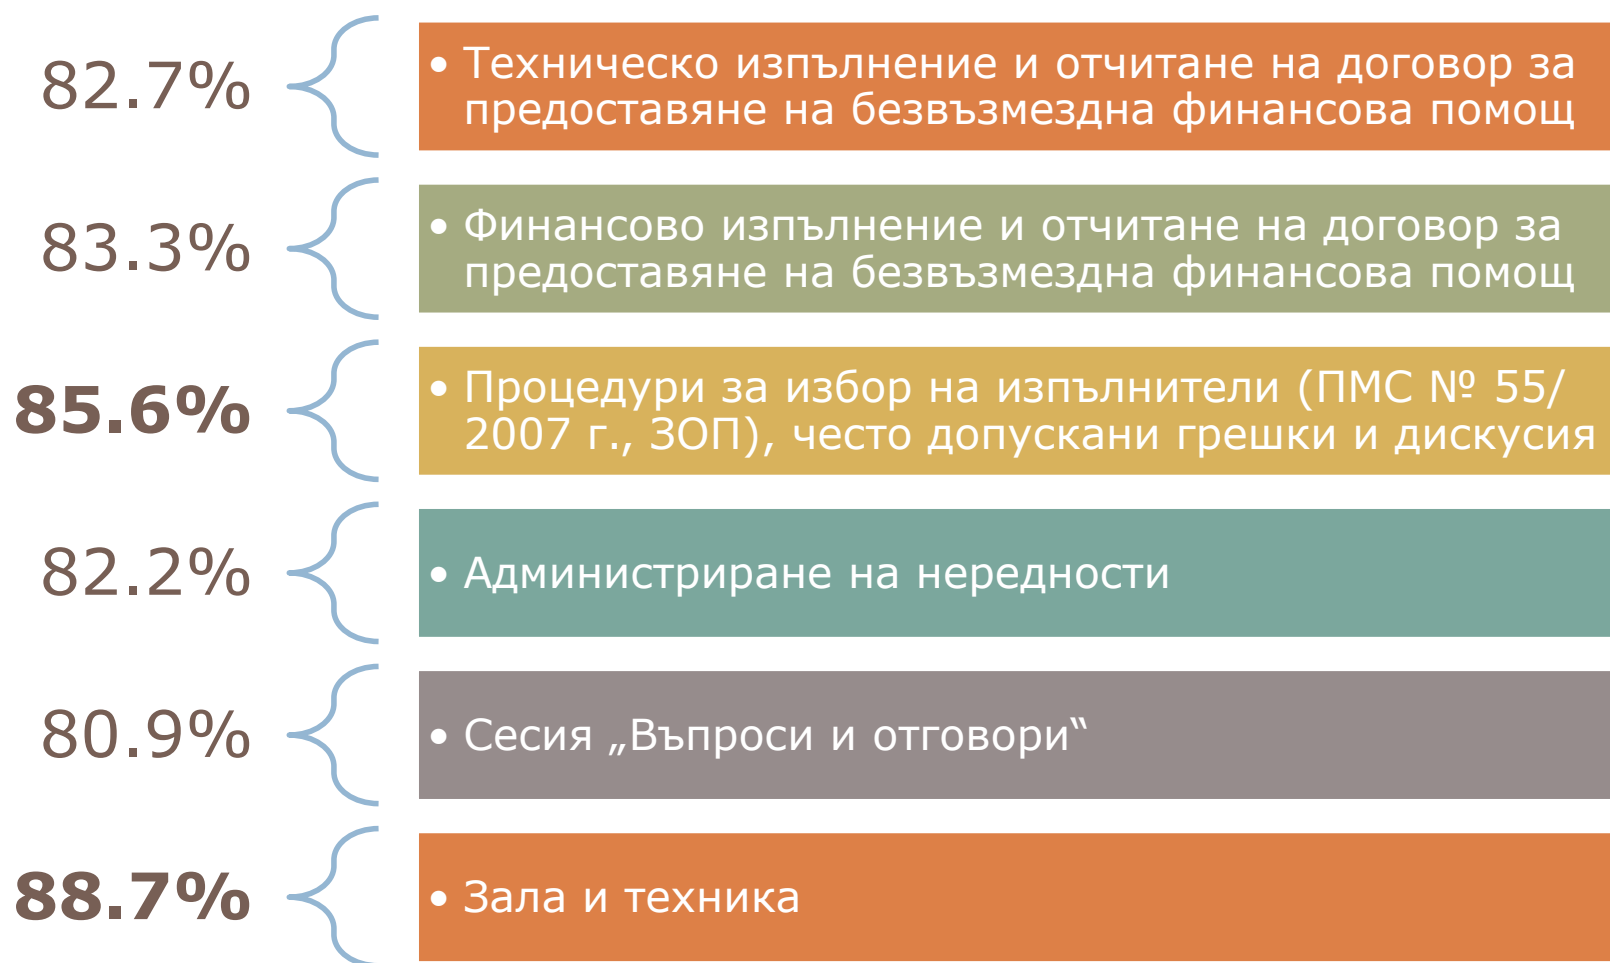 82.7%
• Техническо изпълнение и отчитане на договор за
предоставяне на безвъзмездна финансова помощ
83.3%
• Финансово изпълнение и отчитане на договор за
предоставяне на безвъзмездна финансова помощ
85.6%
• Процедури за избор на изпълнители (ПМС № 55/
2007 г., ЗОП), често допускани грешки и дискусия
82.2%
• Администриране на нередности
80.9%
• Сесия „Въпроси и отговори“
88.7%
• Зала и техника